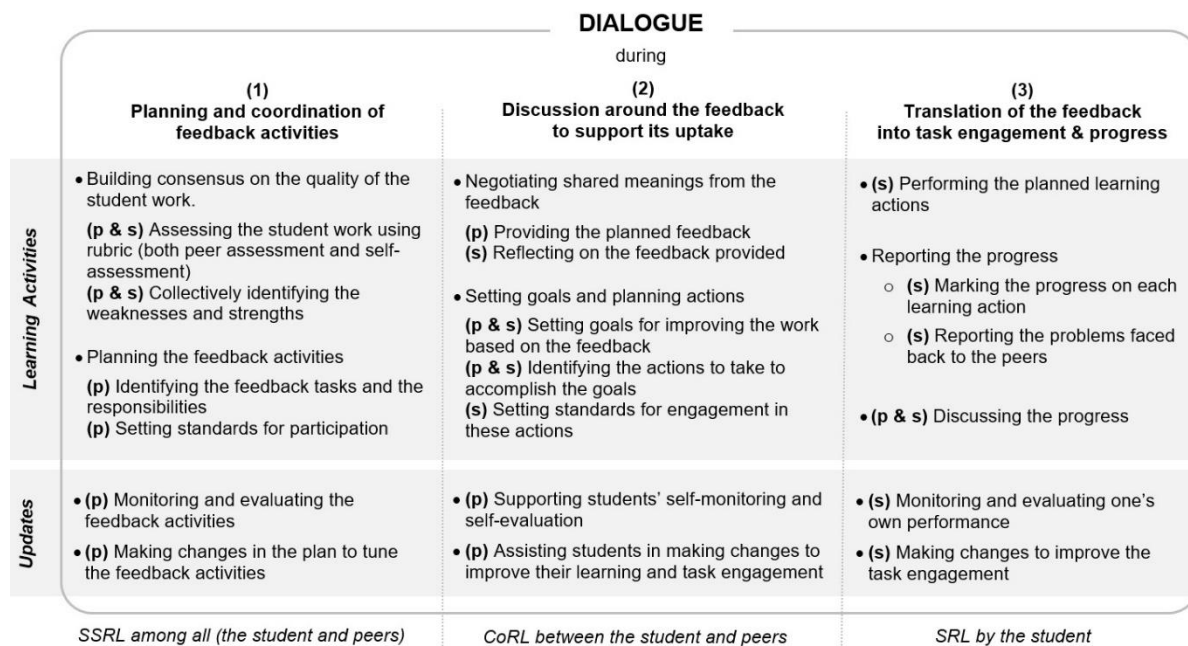 DIALOGUE
during
(1)
Planning and coordination of
feedback activities
(2)
Discussion around the feedback
to support its uptake
(3)
Translation of the feedback
into task engagement & progress
Learning Activities
• Building consensus on the quality of the
student work.
(p & s) Assessing the student work using
rubric (both peer assessment and self-
assessment)
(p & s) Collectively identifying the
weaknesses and strengths
• Planning the feedback activities
(p) Identifying the feedback tasks and the
responsibilities
(p) Setting standards for participation
• Negotiating shared meanings from the
feedback
(p) Providing the planned feedback
(s) Reflecting on the feedback provided
• Setting goals and planning actions
(p & s) Setting goals for improving the work
based on the feedback
(p & s) Identifying the actions to take to
accomplish the goals
(s) Setting standards for engagement in
these actions
• (s) Performing the planned learning
actions
• Reporting the progress
o (s) Marking the progress on each
learning action
o (s) Reporting the problems faced
back to the peers
• (p & s) Discussing the progress
Updates
• (p) Monitoring and evaluating the
feedback activities
• (p) Making changes in the plan to tune
the feedback activities
• (p) Supporting students’ self-monitoring and
self-evaluation
• (p) Assisting students in making changes to
improve their learning and task engagement
• (s) Monitoring and evaluating one’s
own performance
• (s) Making changes to improve the
task engagement
SSRL among all (the student and peers)
CoRL between the student and peers
SRL by the student